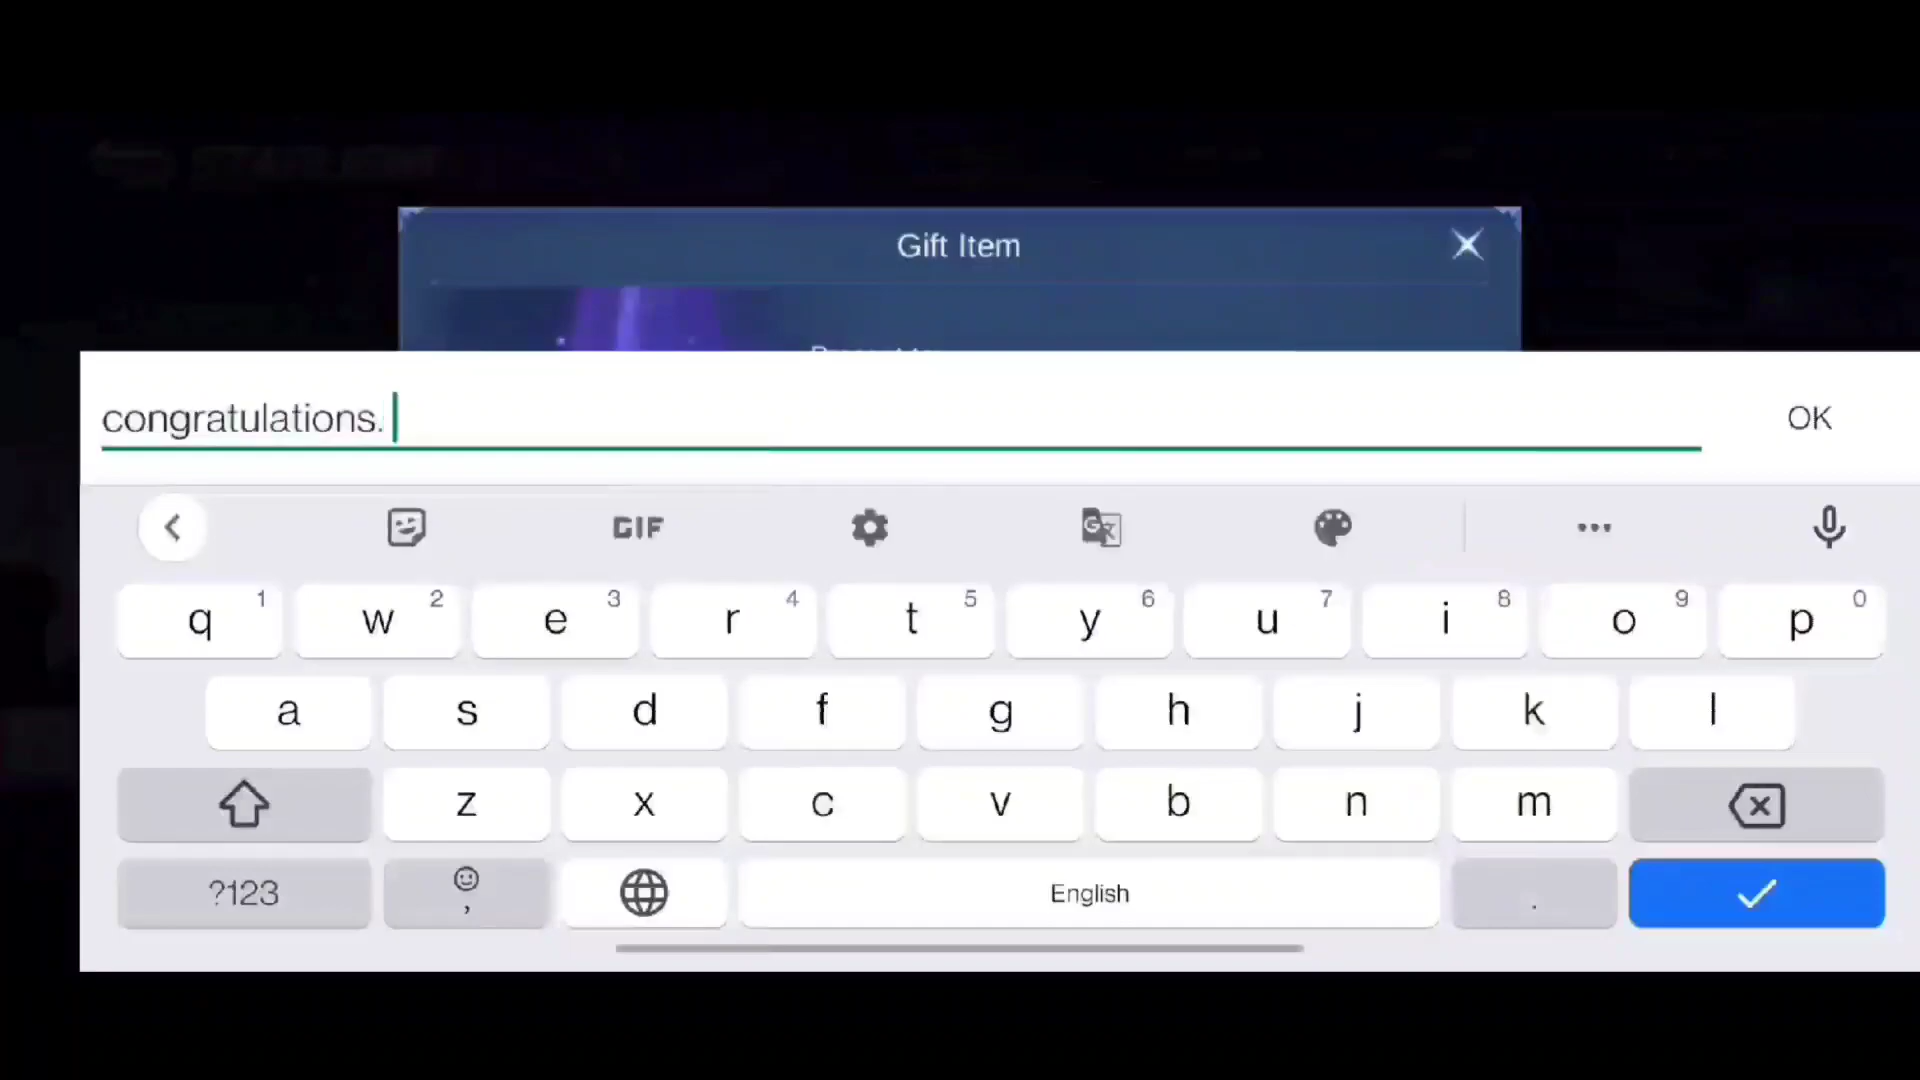 Gift Item
congratulations.
OK
GIF
q 1 w 2 e 3 r 4 t 5 y 6 u 7 i 8 o 9 p 0
a s d f g h j k l
z x c v b n m
?123 , English .